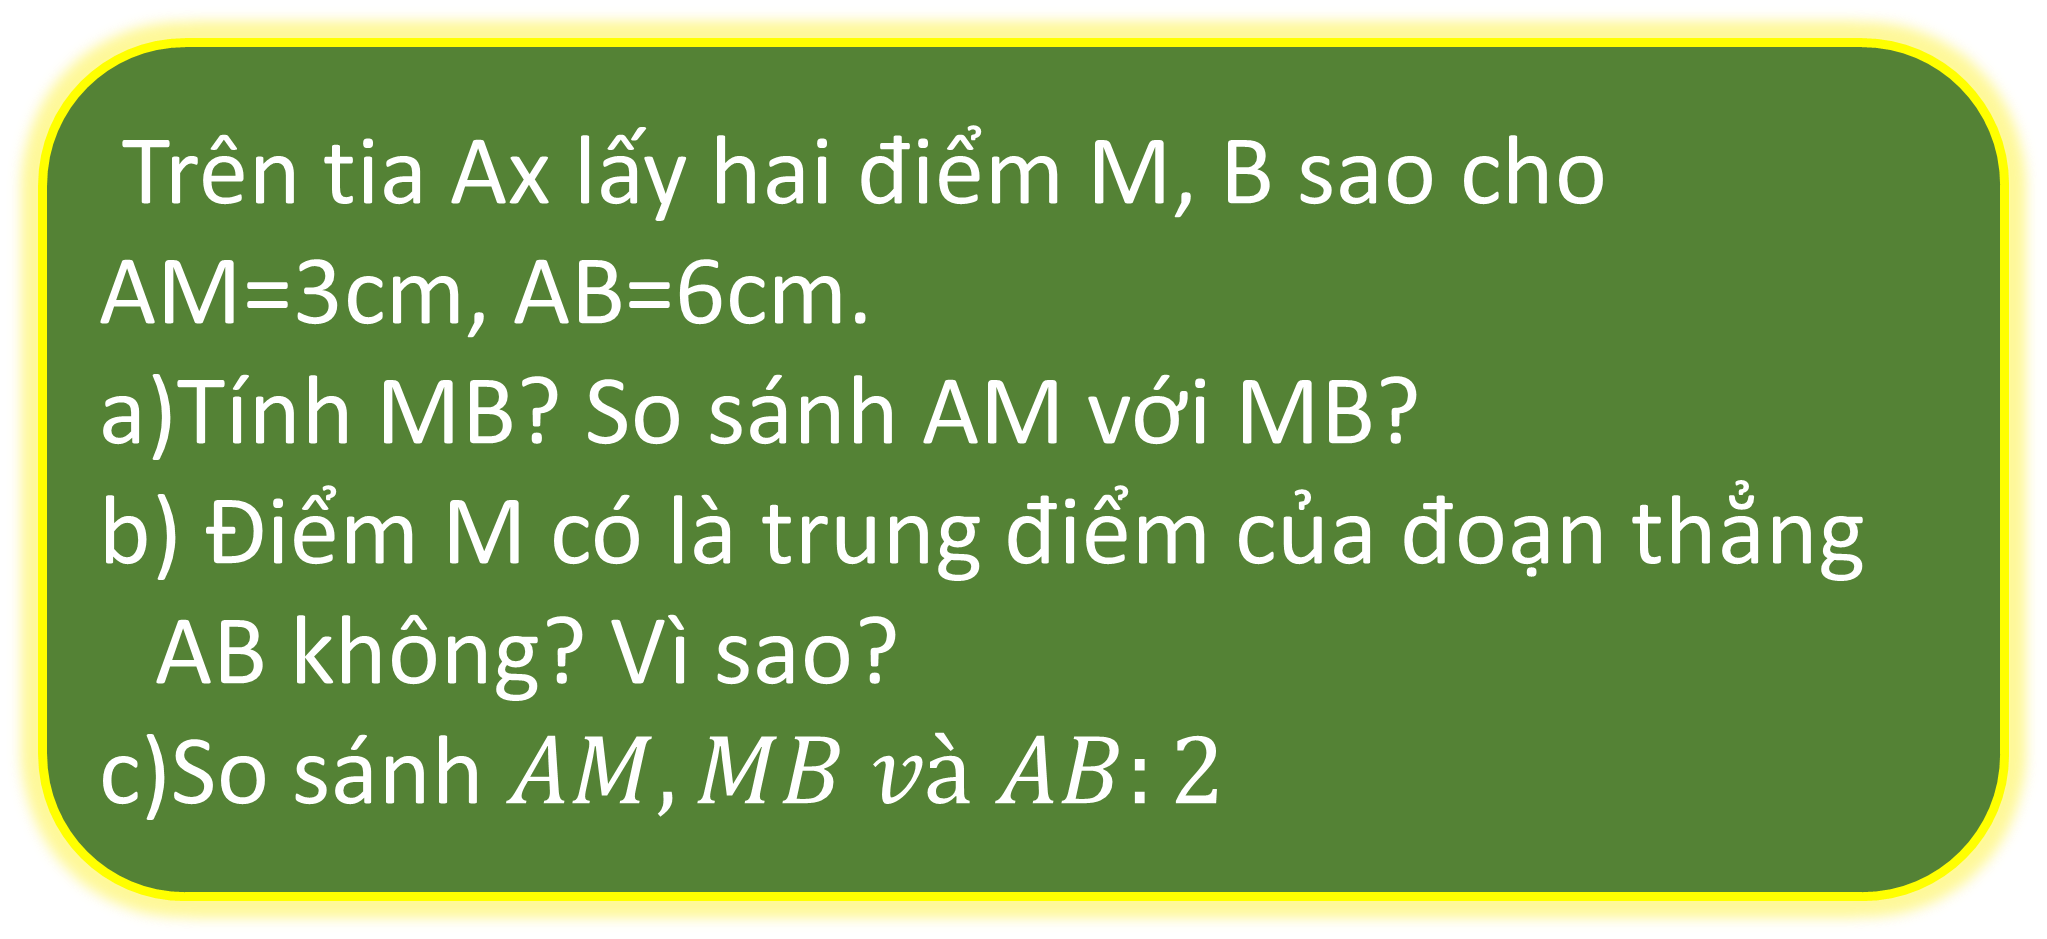 Trên tia Ax lấy hai điểm M, B sao cho
AM=3cm, AB=6cm.
a)Tính MB? So sánh AM với MB?
b) Điểm M có là trung điểm của đoạn thẳng
AB không? Vì sao?
c)So sánh AM, MB và AB: 2